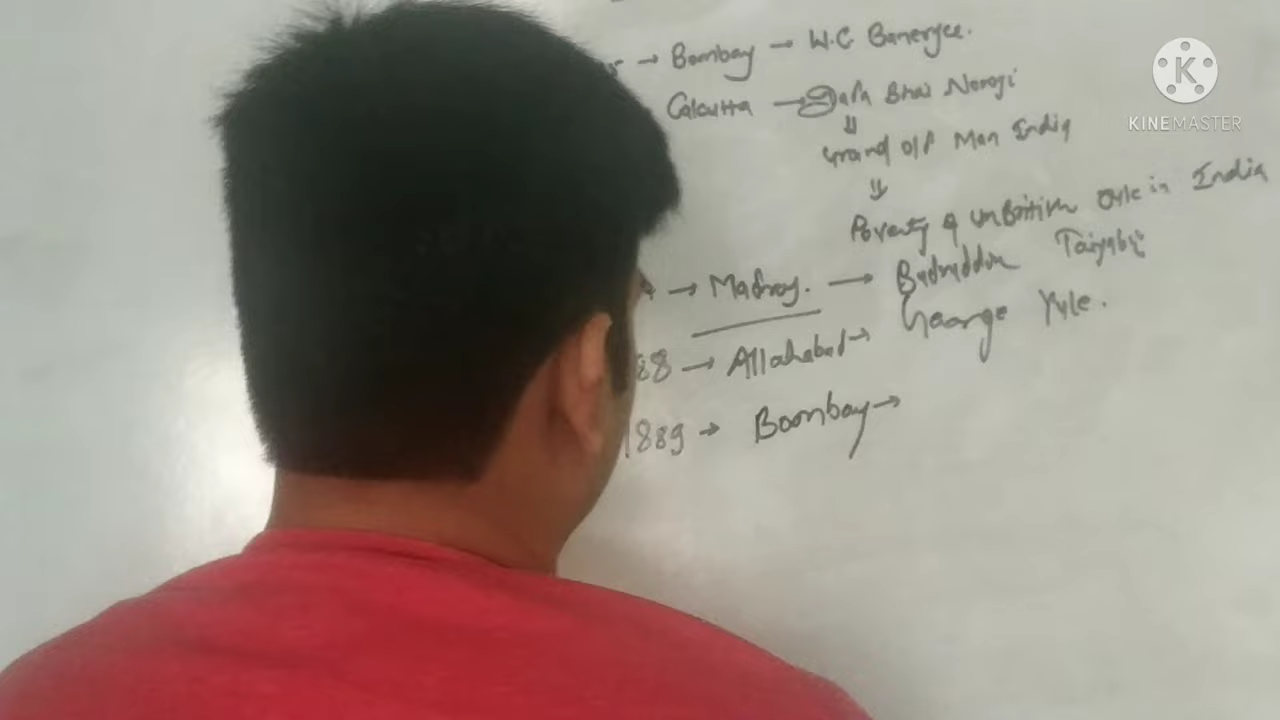 → Bombay → W.C. Banerjee.
Calcutta → Dada Bhai Noroji
⇓
Grand old Man India
⇓
Poverty & unBritish rule in India
→ Madras. → Badruddin Taiyabji
88 → Allahabad → George Yule.
1889 → Boombay →
K
KINEMASTER